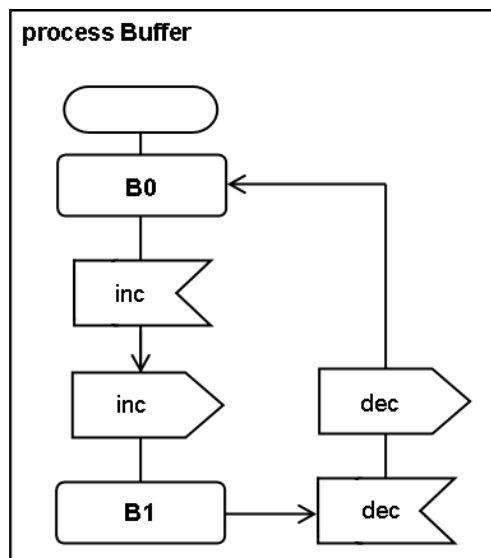 process Buffer
B0
inc
inc
dec
B1
dec